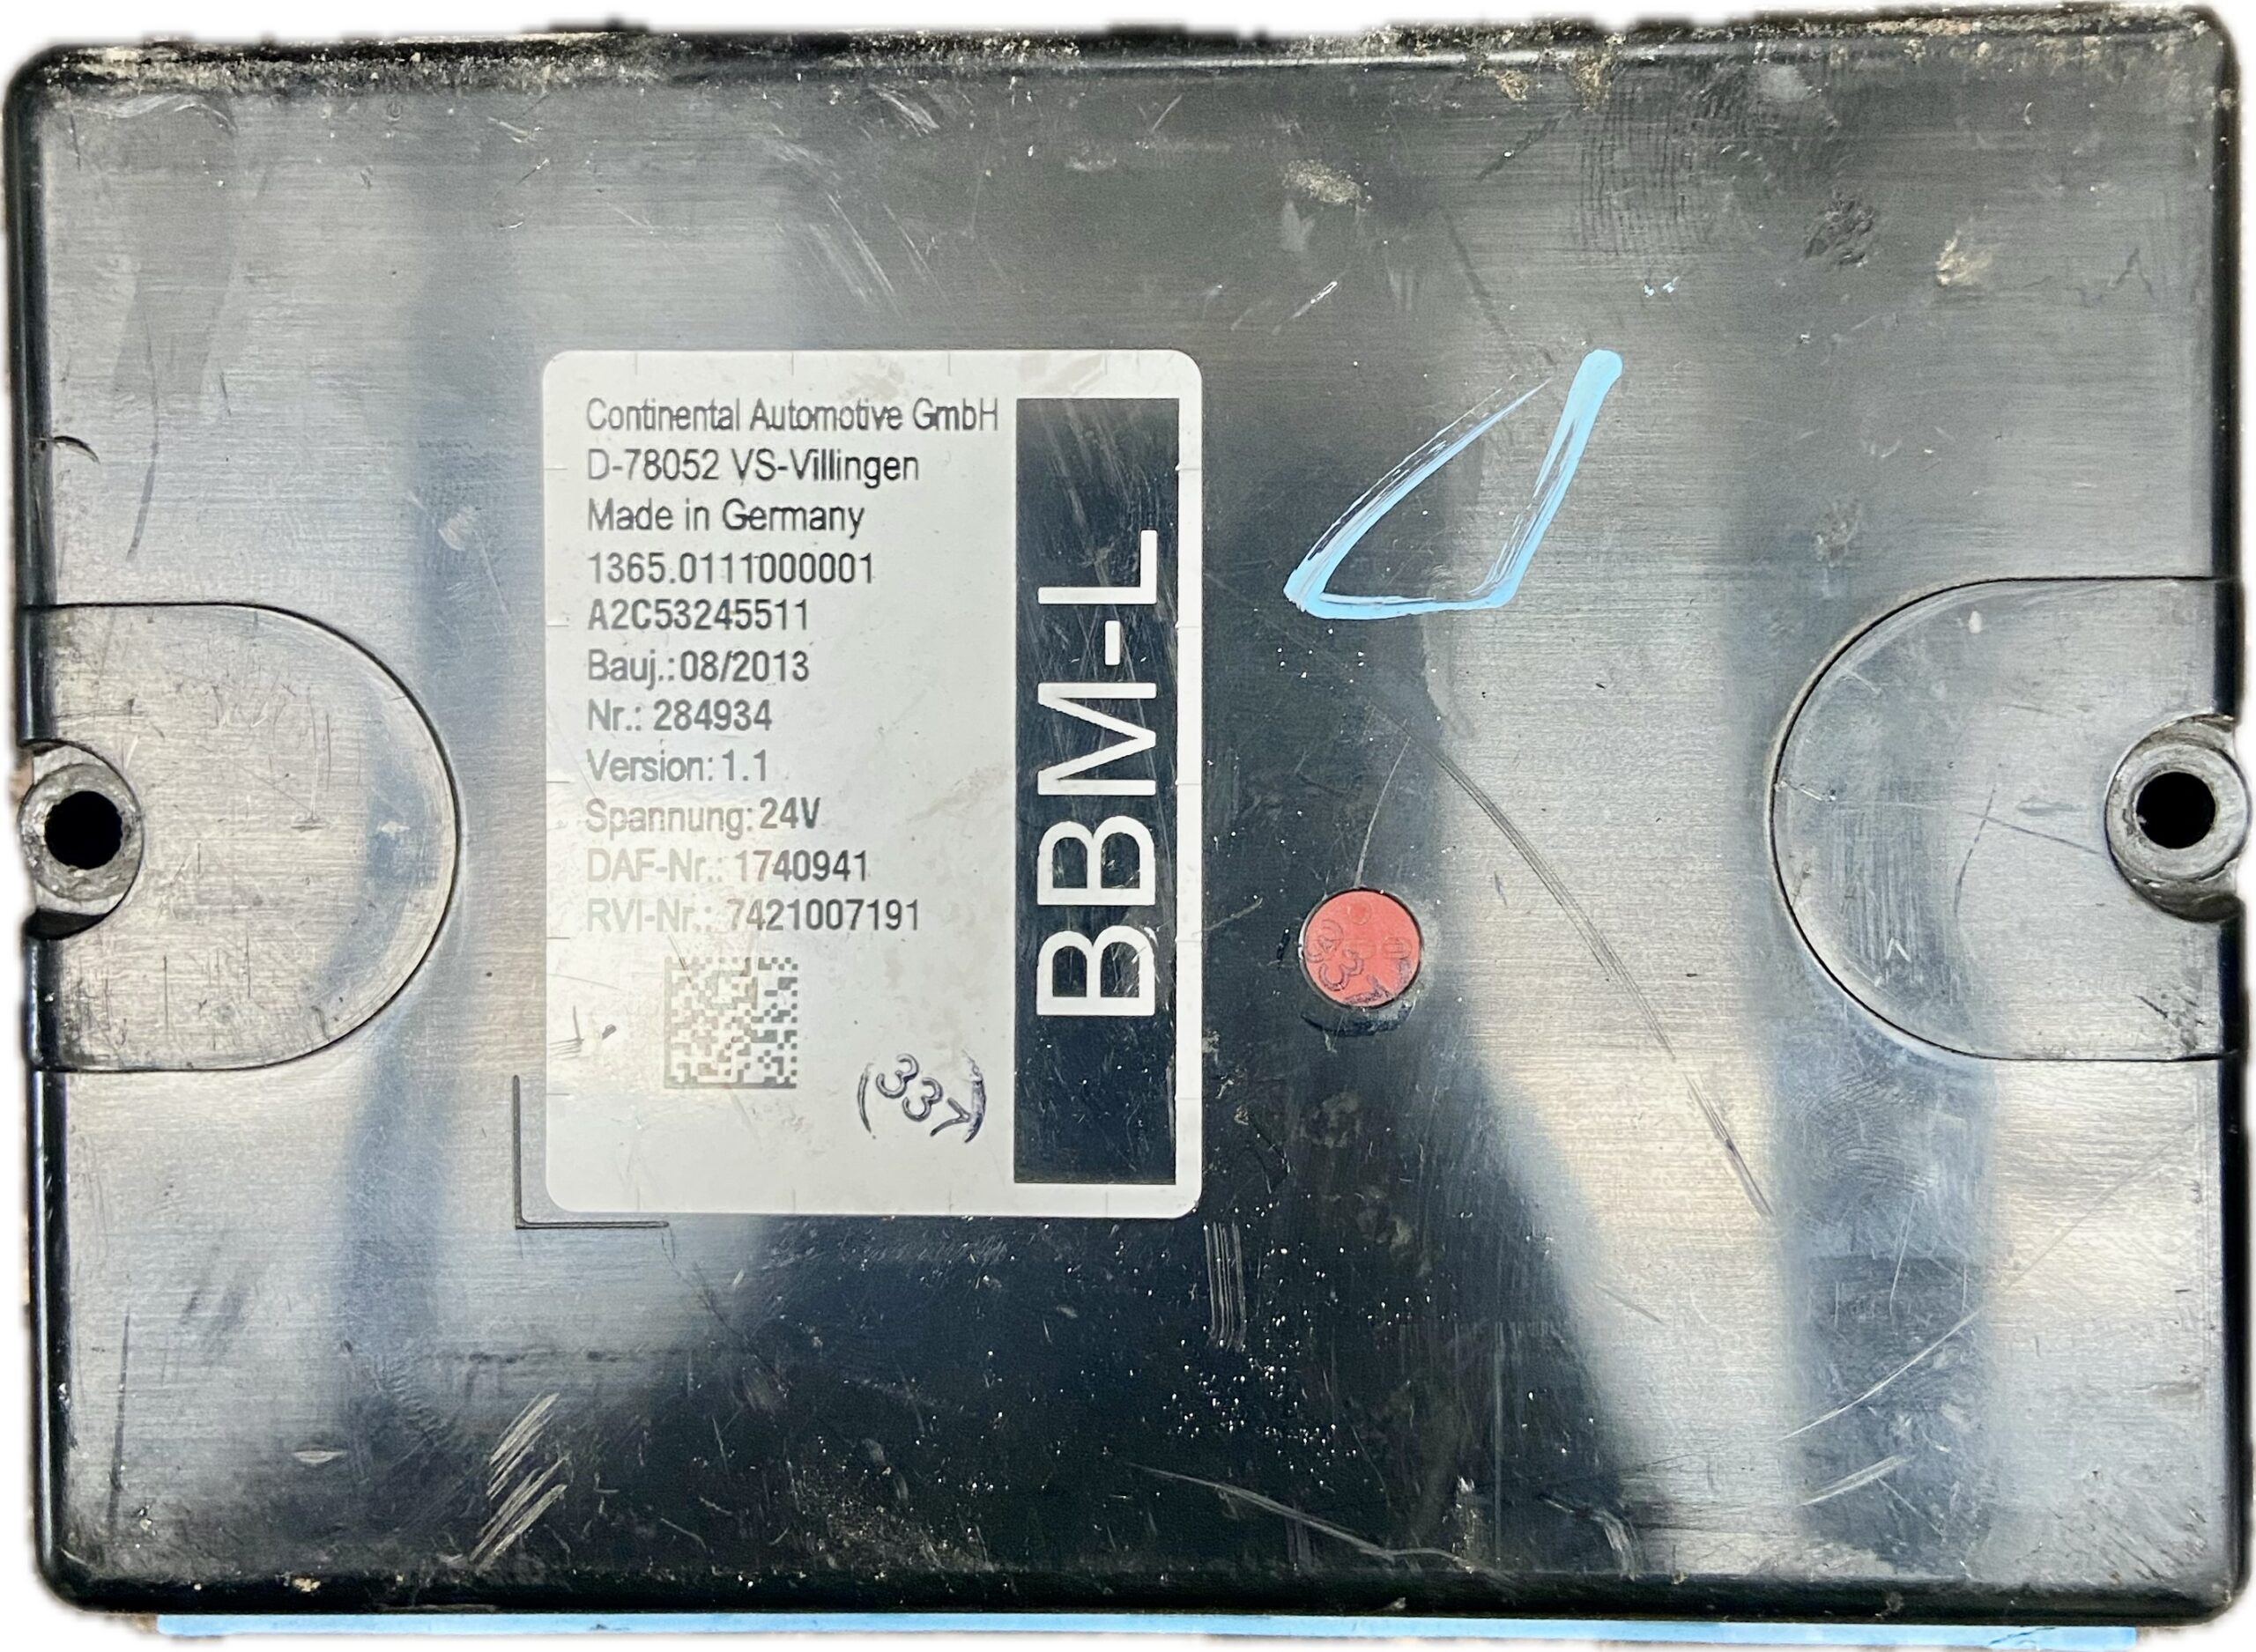 Continental Automotive GmbH
D-78052 VS-Villingen
Made in Germany
1365.0111000001
A2C53245511
Bauj.:08/2013
Nr.: 284934
Version: 1.1
Spannung: 24V
DAF-Nr.: 1740941
RVI-Nr.: 7421007191
(337)
BBM-L